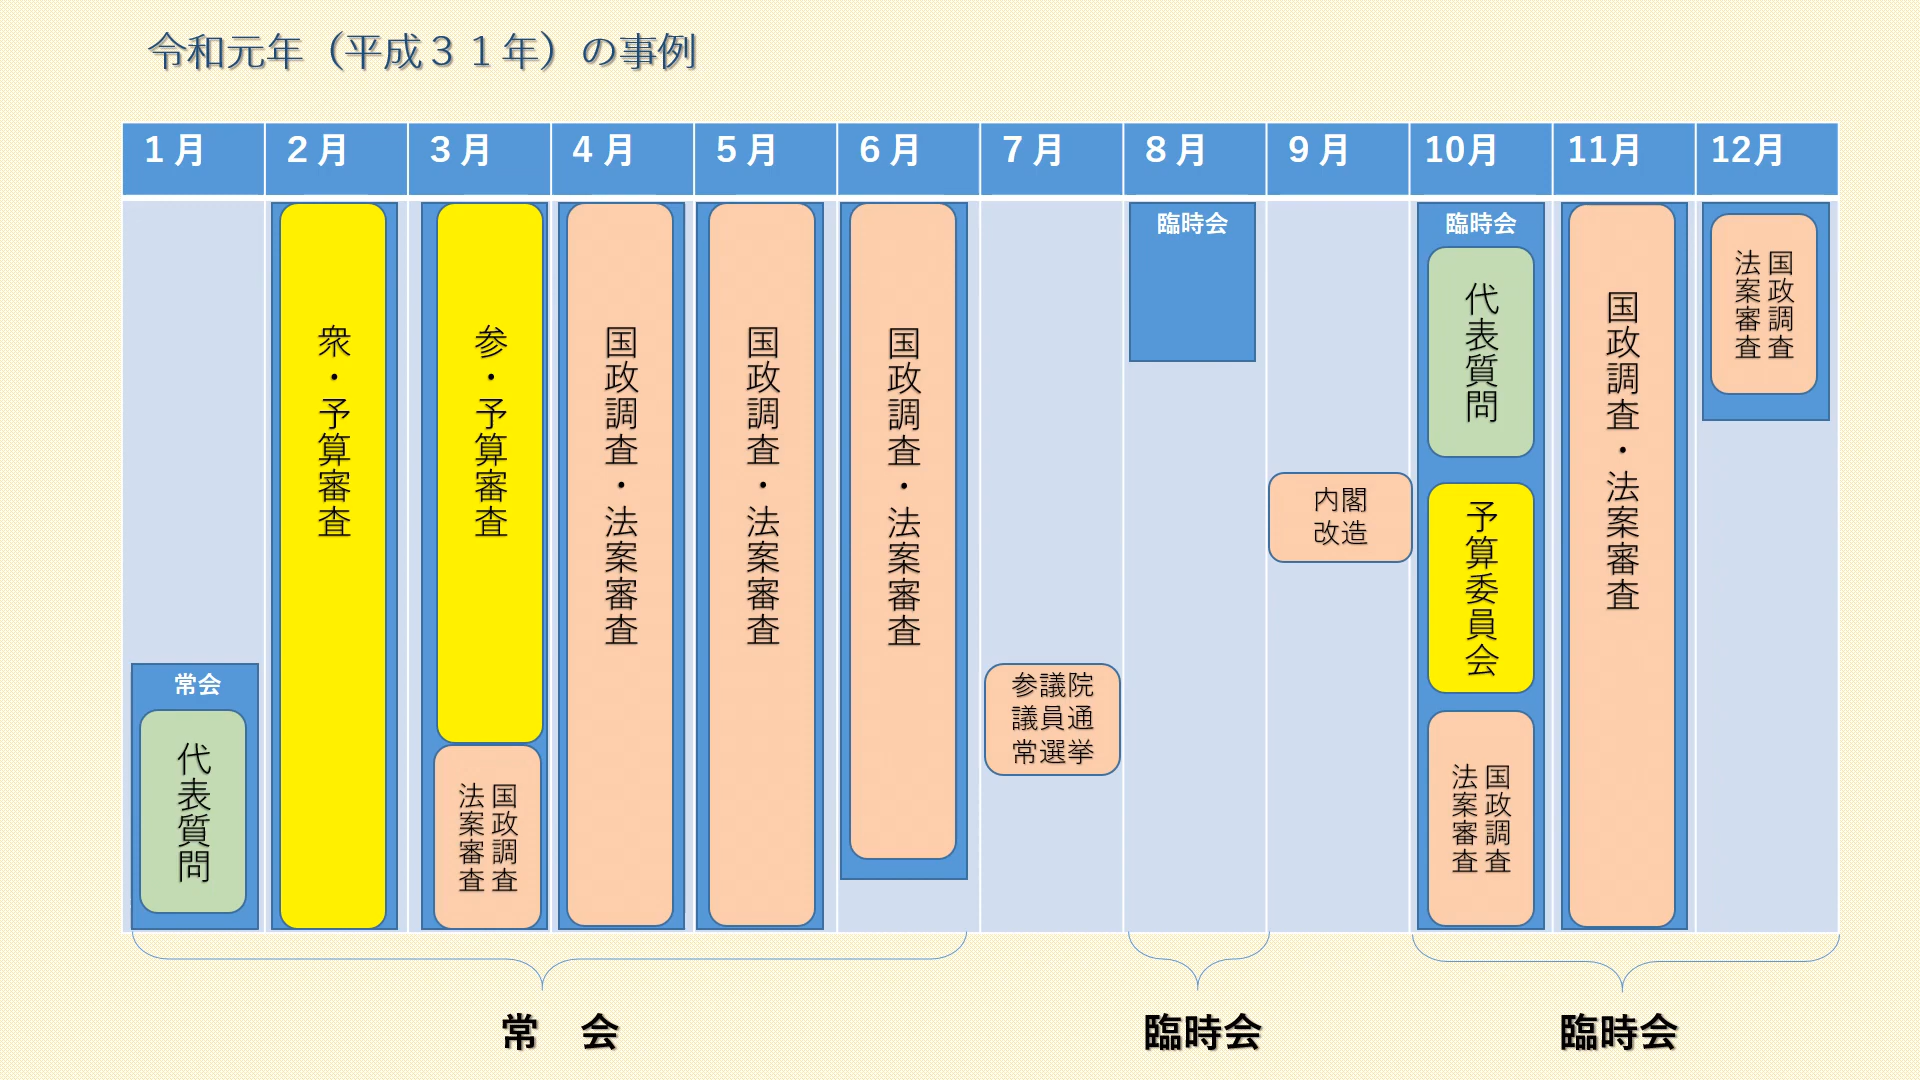 令和元年（平成３１年）の事例
１月
２月
３月
４月
５月
６月
７月
８月
９月
10月
11月
12月
常会
代表質問
衆・予算審査
参・予算審査
国政調査
法案審査
国政調査・法案審査
国政調査・法案審査
国政調査・法案審査
参議院
議員通
常選挙
臨時会
内閣
改造
臨時会
代表質問
予算委員会
国政調査
法案審査
国政調査・法案審査
国政調査
法案審査
常　会
臨時会
臨時会